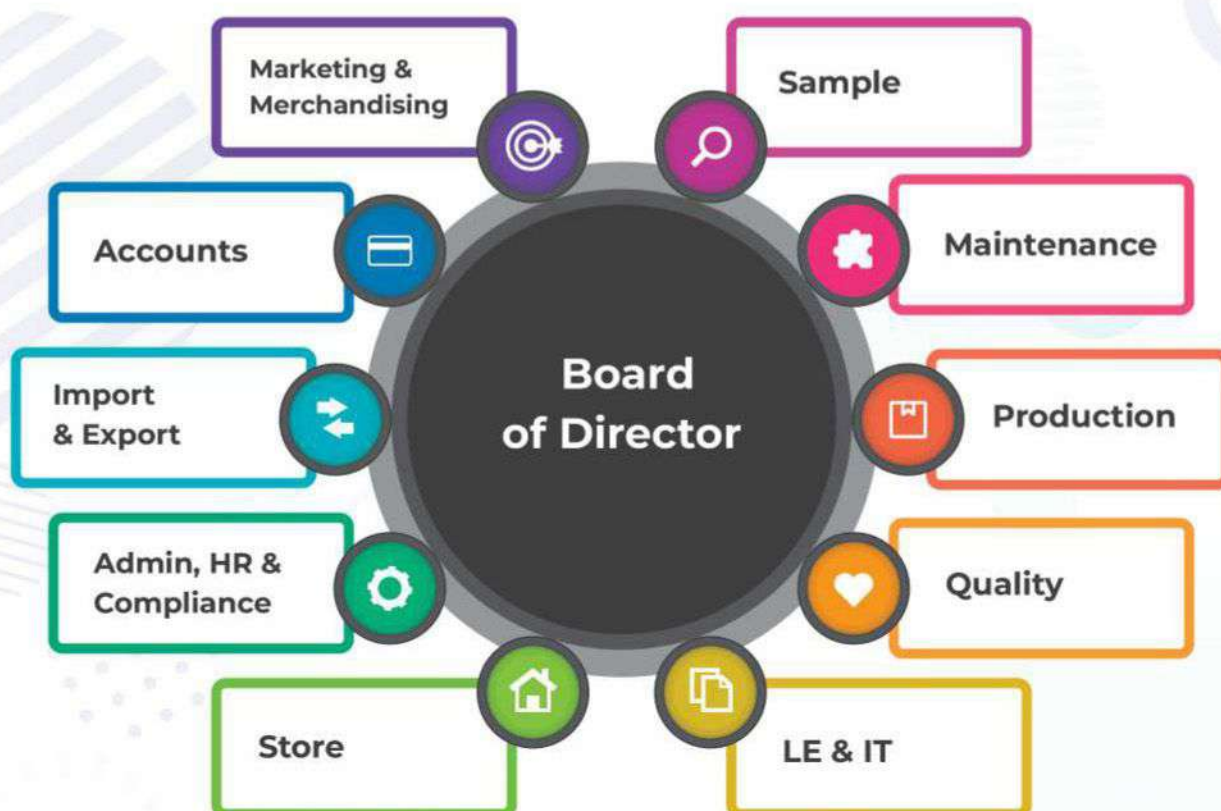 Marketing &
Merchandising
Sample
Accounts
Maintenance
Import
& Export
Board
of Director
Production
Admin, HR &
Compliance
Quality
Store
LE & IT